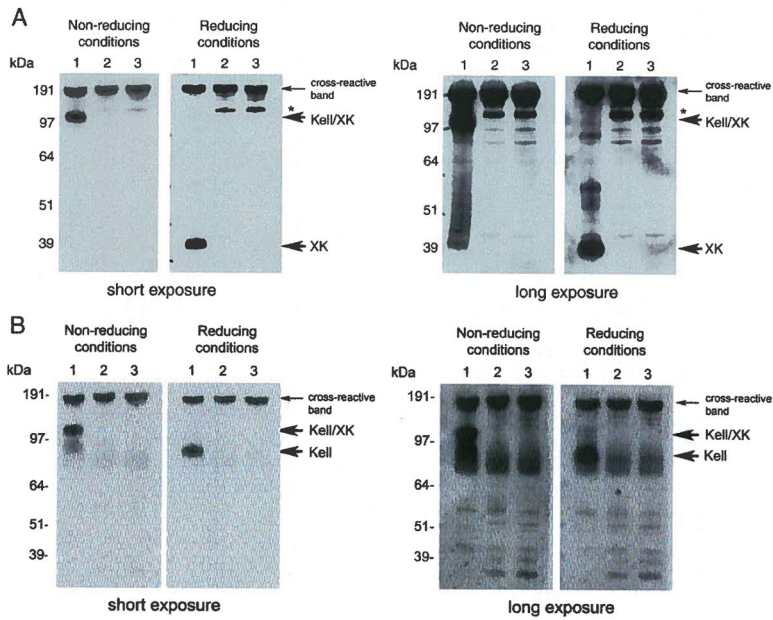 A
Non-reducing conditions
Reducing conditions
1 2 3
1 2 3
kDa
191
97
64
51
39
cross-reactive band
*
Kell/XK
XK
short exposure
Non-reducing conditions
Reducing conditions
1 2 3
1 2 3
kDa
191
97
64
51
39
cross-reactive band
*
Kell/XK
XK
long exposure
B
Non-reducing conditions
Reducing conditions
1 2 3
1 2 3
kDa
191-
97-
64-
51-
39-
cross-reactive band
Kell/XK
Kell
short exposure
Non-reducing conditions
Reducing conditions
1 2 3
1 2 3
kDa
191-
97-
64-
51-
39-
cross-reactive band
Kell/XK
Kell
long exposure